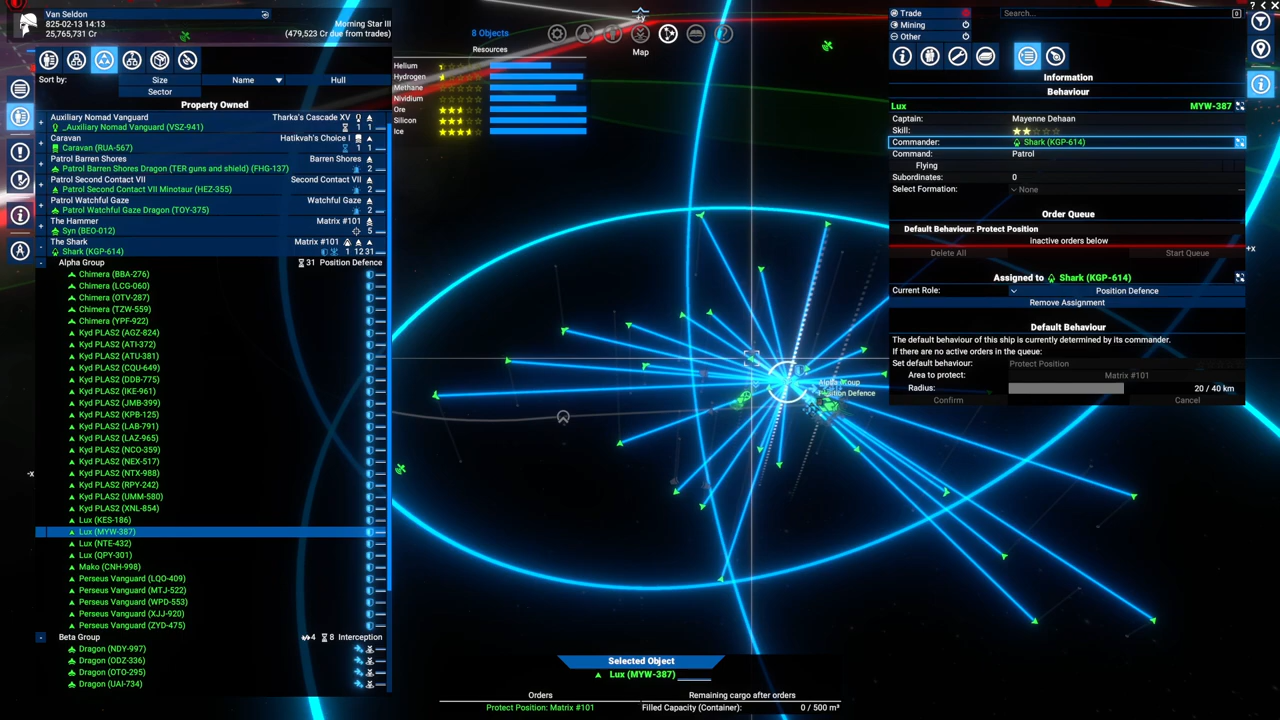 Van Seldon
825-02-13 14:13
Morning Star III
25,765,731 Cr
(479,523 Cr due from trades)
Sort by:
Size
Name
Hull
Sector
Property Owned
Auxiliary Nomad Vanguard
Tharka's Cascade XV
_Auxiliary Nomad Vanguard (VSZ-941)
1 1
Caravan
Hatikvah's Choice I
Caravan (RUA-567)
1 1
Patrol Barren Shores
Barren Shores
Patrol Barren Shores Dragon (TER guns and shield) (FHG-137)
2
Patrol Second Contact VII
Second Contact VII
Patrol Second Contact VII Minotaur (HEZ-355)
2
Patrol Watchful Gaze
Watchful Gaze
Patrol Watchful Gaze Dragon (TOY-375)
2
The Hammer
Matrix #101
Syn (BEO-012)
5
The Shark
Matrix #101
Shark (KGP-614)
1 12 31
Alpha Group
31 Position Defence
Chimera (BBA-276)
Chimera (LCG-060)
Chimera (OTV-287)
Chimera (TZW-559)
Chimera (YPF-922)
Kyd PLAS2 (AGZ-824)
Kyd PLAS2 (ATI-372)
Kyd PLAS2 (ATU-381)
Kyd PLAS2 (CQU-649)
Kyd PLAS2 (DDB-775)
Kyd PLAS2 (IKE-961)
Kyd PLAS2 (JMB-399)
Kyd PLAS2 (KPB-125)
Kyd PLAS2 (LAB-791)
Kyd PLAS2 (LAZ-965)
Kyd PLAS2 (NCO-359)
Kyd PLAS2 (NEX-517)
Kyd PLAS2 (NTX-988)
Kyd PLAS2 (RPY-242)
Kyd PLAS2 (UMM-580)
Kyd PLAS2 (XNL-854)
Lux (KES-186)
Lux (MYW-387)
Lux (NTE-432)
Lux (QPY-301)
Mako (CNH-998)
Perseus Vanguard (LQO-409)
Perseus Vanguard (MTJ-522)
Perseus Vanguard (WPD-553)
Perseus Vanguard (XJJ-920)
Perseus Vanguard (ZYD-475)
Beta Group
4 8 Interception
Dragon (NDY-997)
Dragon (ODZ-336)
Dragon (OTO-295)
Dragon (UAI-734)
8 Objects
Resources
Helium
Hydrogen
Methane
Nividium
Ore
Silicon
Ice
+y
Map
-x
+x
Alpha Group
Position Defence
Selected Object
Lux (MYW-387)
Orders
Remaining cargo after orders
Protect Position: Matrix #101
Filled Capacity (Container):
0 / 500 m³
Trade
Mining
Other
Search...
Information
Behaviour
Lux
MYW-387
Captain:
Mayenne Dehaan
Skill:
Commander:
Shark (KGP-614)
Command:
Patrol
Flying
Subordinates:
0
Select Formation:
None
Order Queue
Default Behaviour: Protect Position
Inactive orders below
Delete All
Start Queue
Assigned to Shark (KGP-614)
Current Role:
Position Defence
Remove Assignment
Default Behaviour
The default behaviour of this ship is currently determined by its commander.
If there are no active orders in the queue:
Set default behaviour:
Protect Position
Area to protect:
Matrix #101
Radius:
20 / 40 km
Confirm
Cancel